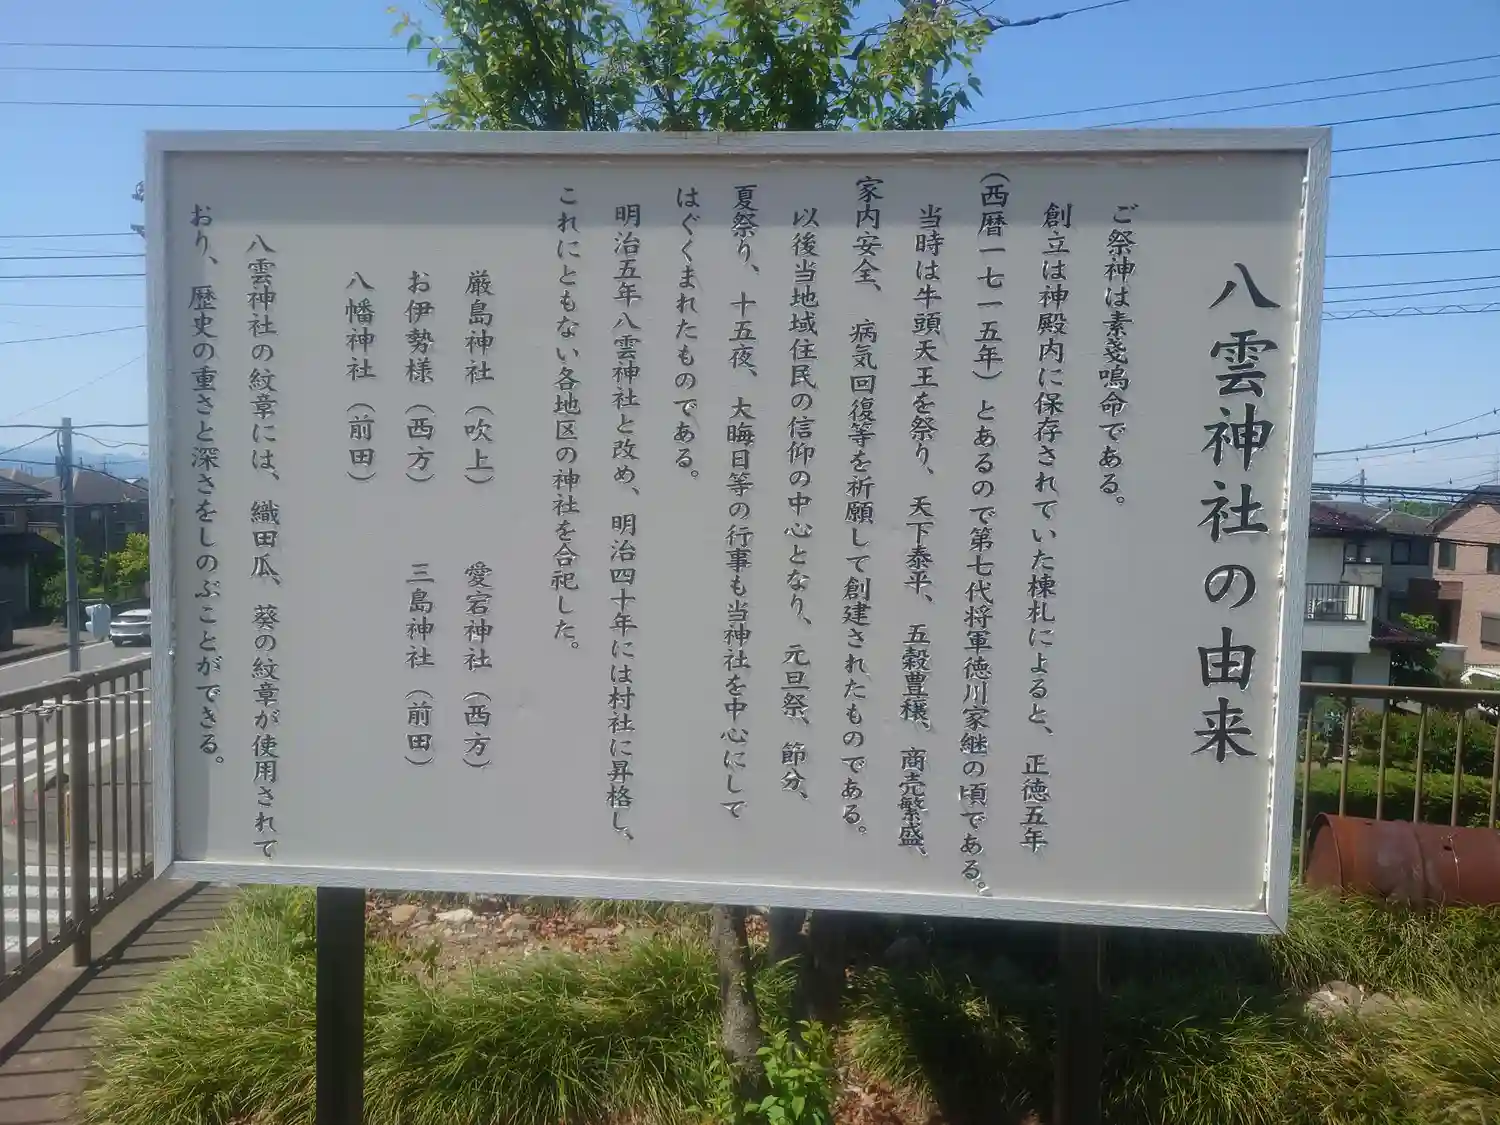 八雲神社の由来
ご祭神は素戔嗚命である。
創立は神殿内に保存されていた棟札によると、正徳五年
(西暦一七一五年)とあるので第七代将軍徳川家継の頃である。
当時は牛頭天王を祭り、天下泰平、五穀豊穣、商売繁盛、
家内安全、病気回復等を祈願して創建されたものである。
以後当地域住民の信仰の中心となり、元旦祭、節分、
夏祭り、十五夜、大晦日等の行事も当神社を中心にして
はぐくまれたものである。
明治五年八雲神社と改め、明治四十年には村社に昇格し、
これにともない各地区の神社を合祀した。
厳島神社(吹上) 愛宕神社(西方)
お伊勢様(西方) 三島神社(前田)
八幡神社(前田)
八雲神社の紋章には、織田瓜、葵の紋章が使用されて
おり、歴史の重さと深さをしのぶことができる。